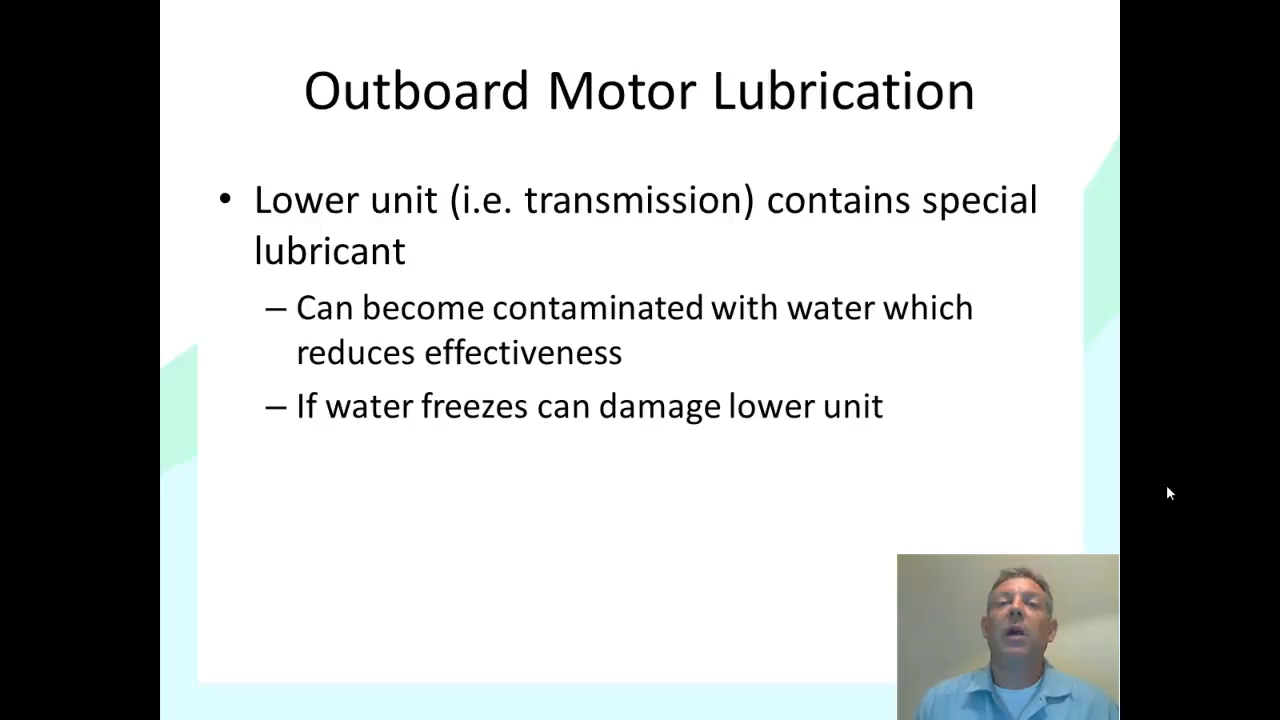 Outboard Motor Lubrication
• Lower unit (i.e. transmission) contains special
lubricant
– Can become contaminated with water which
reduces effectiveness
– If water freezes can damage lower unit